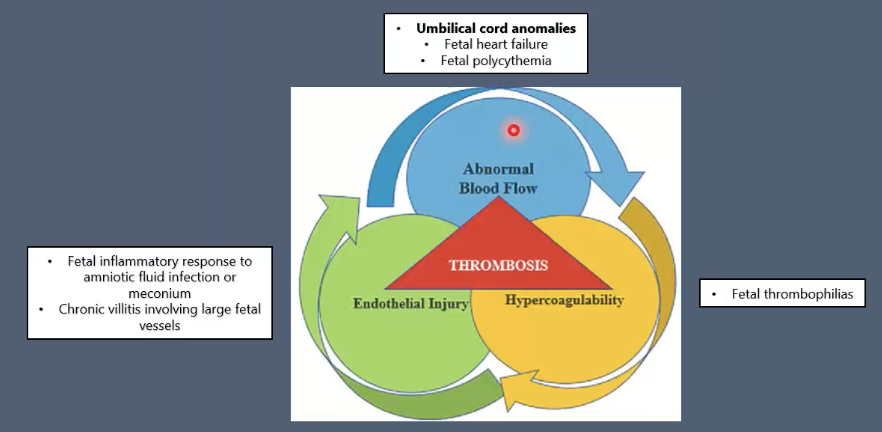 • Umbilical cord anomalies
• Fetal heart failure
• Fetal polycythemia
Abnormal
Blood Flow
THROMBOSIS
Endothelial Injury
Hypercoagulability
• Fetal inflammatory response to
amniotic fluid infection or
meconium
• Chronic villitis involving large fetal
vessels
• Fetal thrombophilias